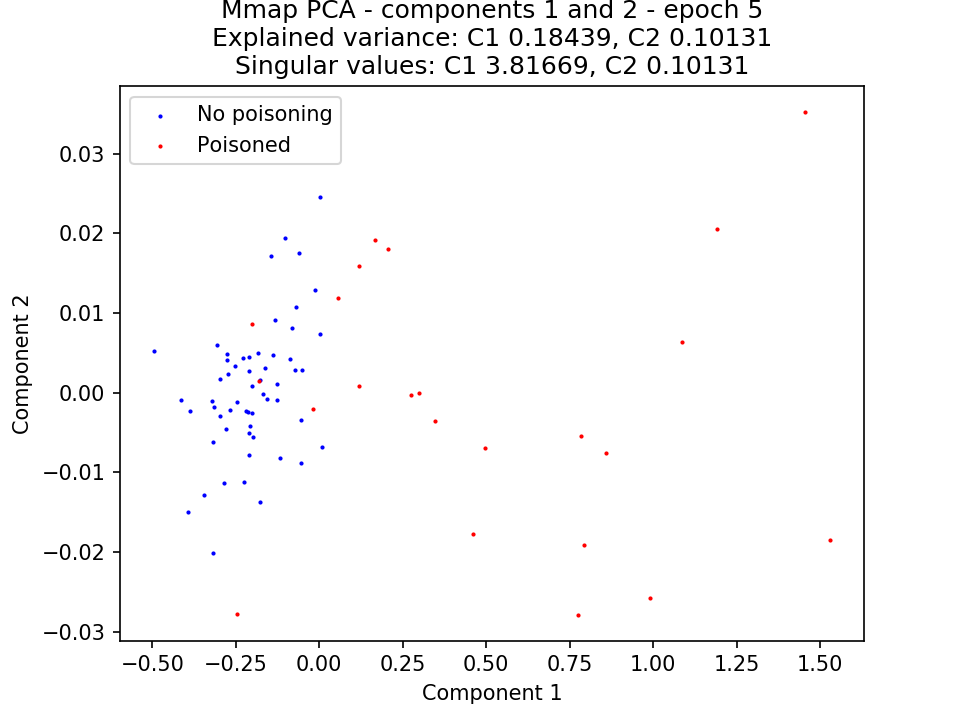 Mmap PCA - components 1 and 2 - epoch 5
Explained variance: C1 0.18439, C2 0.10131
Singular values: C1 3.81669, C2 0.10131
No poisoning
Poisoned
0.03
0.02
0.01
0.00
−0.01
−0.02
−0.03
Component 2
−0.50 −0.25 0.00 0.25 0.50 0.75 1.00 1.25 1.50
Component 1